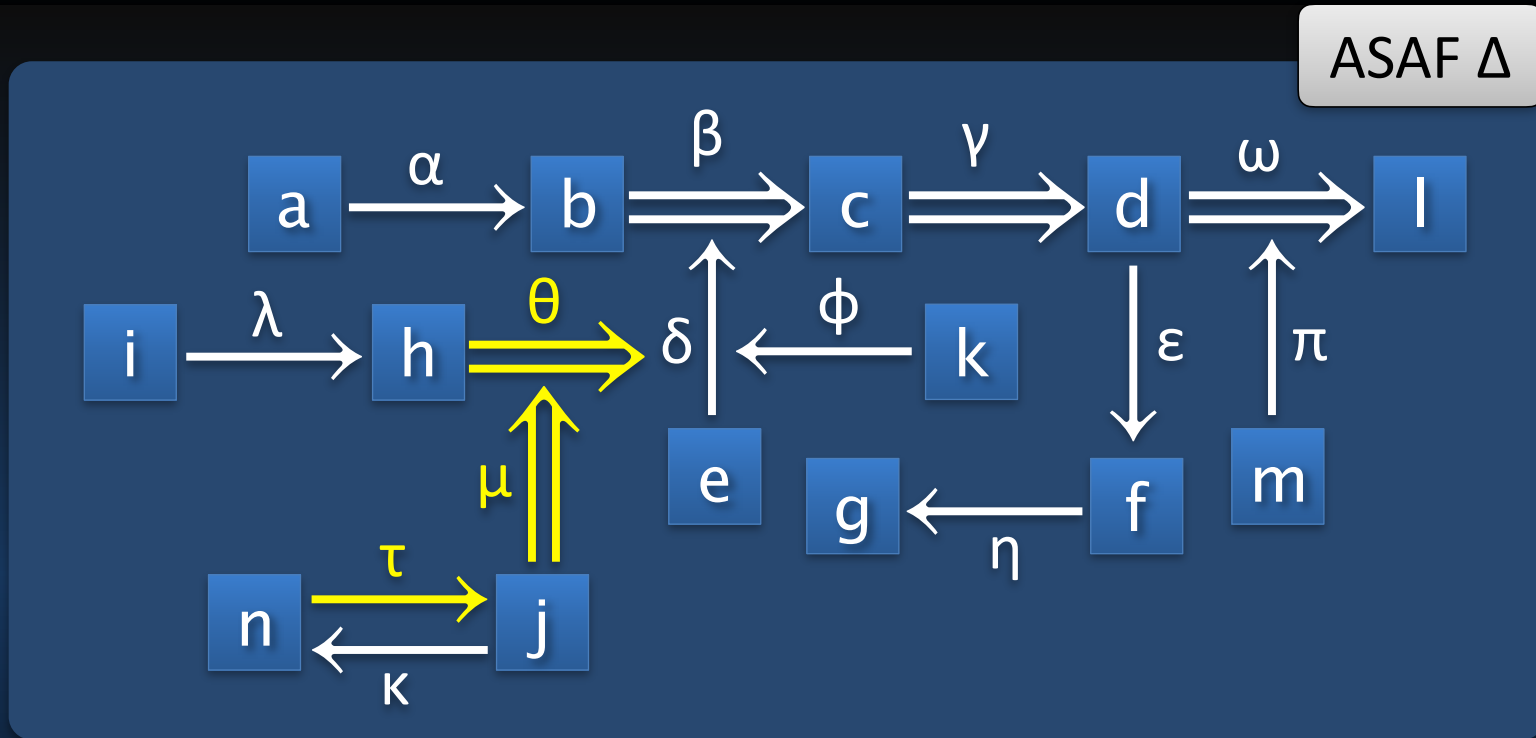 ASAF Δ
α β γ ω
a b c d l
λ θ δ ϕ ε π
i h k
μ e g f m
η
τ
n j
κ